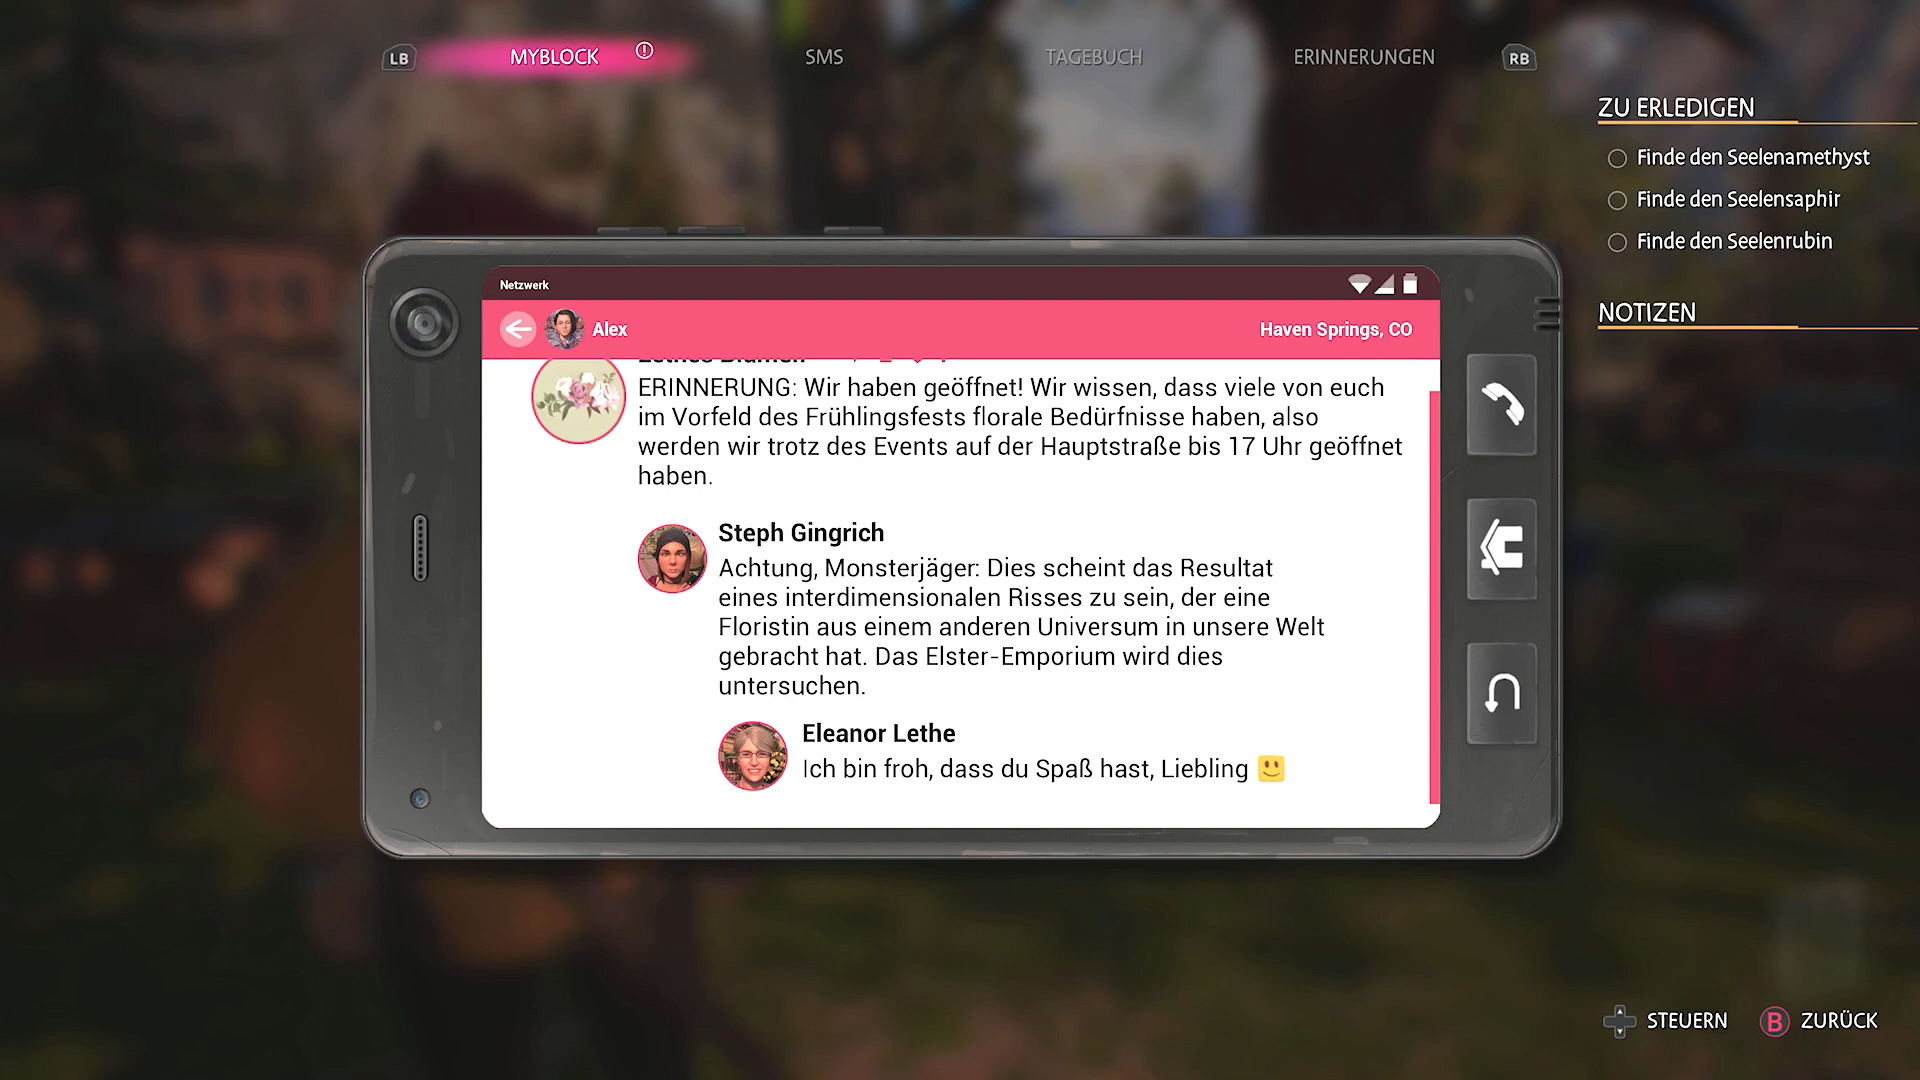 LB
MYBLOCK
SMS
TAGEBUCH
ERINNERUNGEN
RB
ZU ERLEDIGEN
Finde den Seelenamethyst
Finde den Seelensaphir
Finde den Seelenrubin
NOTIZEN
Netzwerk
Alex
Haven Springs, CO
ERINNERUNG: Wir haben geöffnet! Wir wissen, dass viele von euch
im Vorfeld des Frühlingsfests florale Bedürfnisse haben, also
werden wir trotz des Events auf der Hauptstraße bis 17 Uhr geöffnet
haben.
Steph Gingrich
Achtung, Monsterjäger: Dies scheint das Resultat
eines interdimensionalen Risses zu sein, der eine
Floristin aus einem anderen Universum in unsere Welt
gebracht hat. Das Elster-Emporium wird dies
untersuchen.
Eleanor Lethe
Ich bin froh, dass du Spaß hast, Liebling 🙂
STEUERN
B ZURÜCK